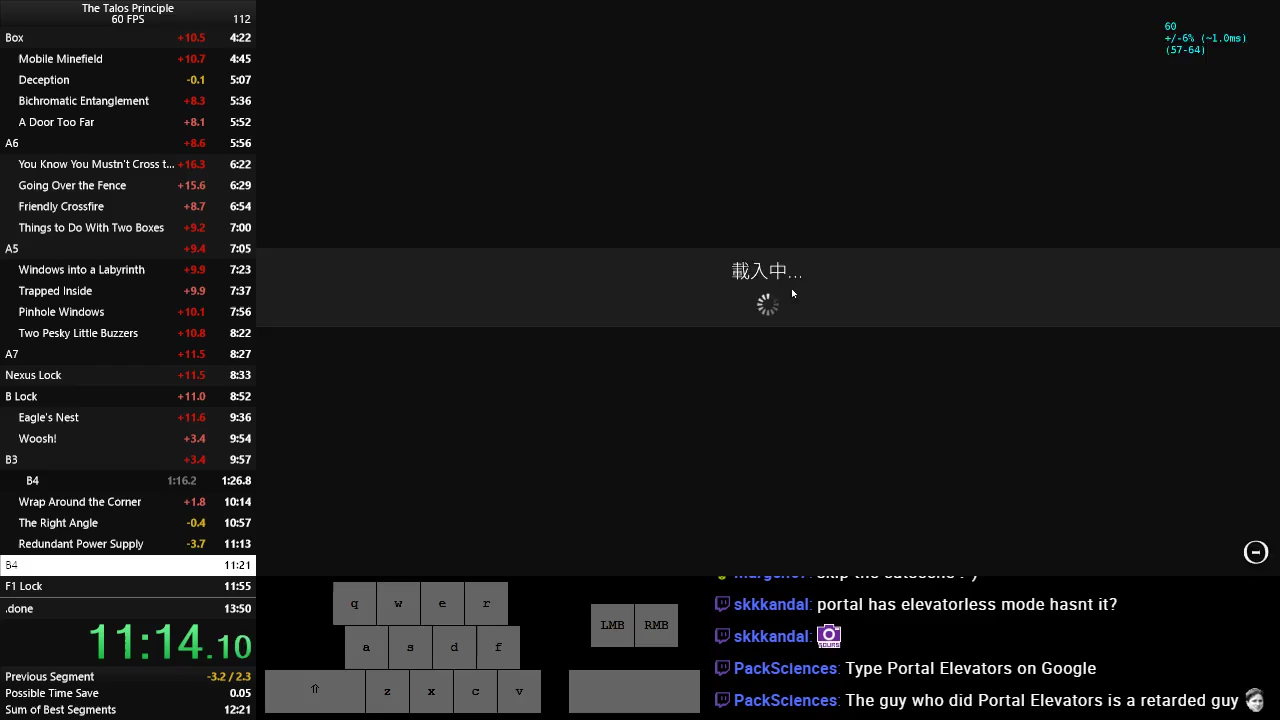 The Talos Principle
60 FPS 112
Box +10.5 4:22
Mobile Minefield +10.7 4:45
Deception -0.1 5:07
Bichromatic Entanglement +8.3 5:36
A Door Too Far +8.1 5:52
A6 +8.6 5:56
You Know You Mustn't Cross t... +16.3 6:22
Going Over the Fence +15.6 6:29
Friendly Crossfire +8.7 6:54
Things to Do With Two Boxes +9.2 7:00
A5 +9.4 7:05
Windows into a Labyrinth +9.9 7:23
Trapped Inside +9.9 7:37
Pinhole Windows +10.1 7:56
Two Pesky Little Buzzers +10.8 8:22
A7 +11.5 8:27
Nexus Lock +11.5 8:33
B Lock +11.0 8:52
Eagle's Nest +11.6 9:36
Woosh! +3.4 9:54
B3 +3.4 9:57
B4 1:16.2 1:26.8
Wrap Around the Corner +1.8 10:14
The Right Angle -0.4 10:57
Redundant Power Supply -3.7 11:13
B4 11:21
F1 Lock 11:55
.done 13:50
11:14.10
Previous Segment -3.2 / 2.3
Possible Time Save 0.05
Sum of Best Segments 12:21
60
+/-6% (~1.0ms)
(57-64)
載入中...
q w e r
a s d f
⇧ z x c v
LMB RMB
skkkandal: portal has elevatorless mode hasnt it?
skkkandal:
PackSciences: Type Portal Elevators on Google
PackSciences: The guy who did Portal Elevators is a retarded guy